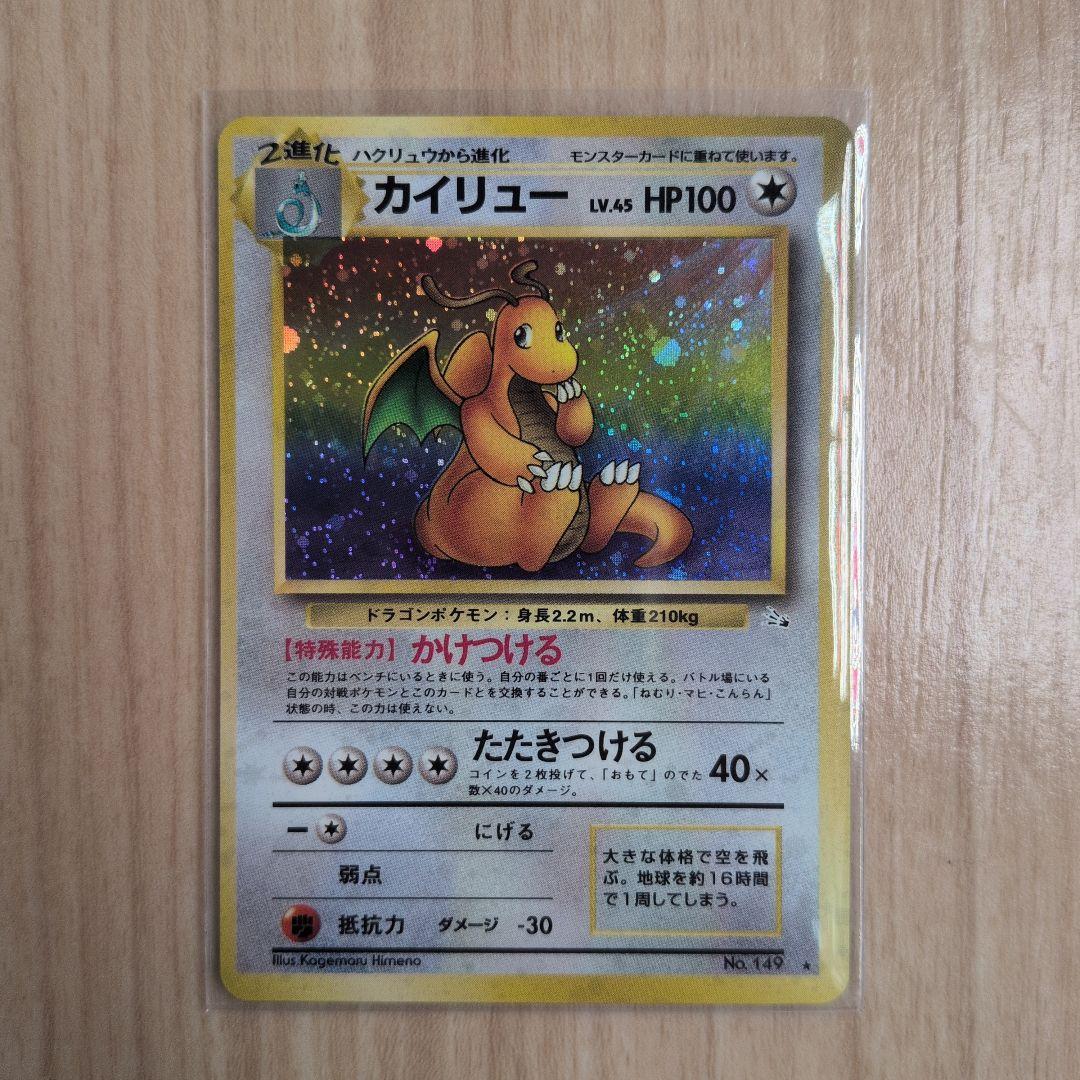 2進化 ハクリュウから進化 モンスターカードに重ねて使います。
カイリュー LV.45 HP100
ドラゴンポケモン：身長2.2m、体重210kg
【特殊能力】かけつける
この能力はベンチにいるときに使う。自分の番ごとに1回だけ使える。バトル場にいる
自分の対戦ポケモンとこのカードとを交換することができる。「ねむり・マヒ・こんらん」
状態の時、この力は使えない。
たたきつける
コインを2枚投げて、「おもて」のでた
数×40のダメージ。
40×
にげる
弱点
抵抗力 ダメージ -30
大きな体格で空を飛
ぶ。地球を約16時間
で1周してしまう。
Illus Kagemaru Himeno
No. 149